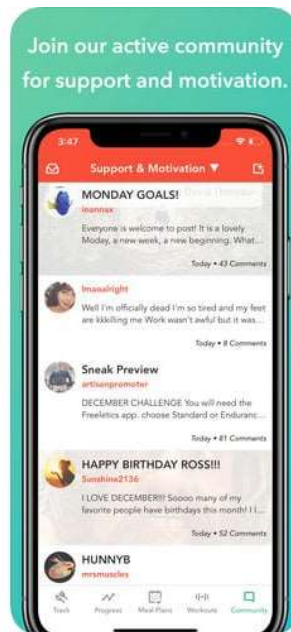 Join our active community
for support and motivation.
3:47
Support & Motivation ▼
MONDAY GOALS!
Everyone is welcome to post! It is a lovely
Moday, a new week, a new beginning. What...
Today • 43 Comments
Imaoalright
Well I'm officially dead I'm so tired and my feet
are kkkilling me Work wasn't awful but it was...
Today • 8 Comments
Sneak Preview
artisanpromoter
DECEMBER CHALLENGE You will need the
Freeletics app. choose Standard or Enduranc...
Today • 81 Comments
HAPPY BIRTHDAY ROSS!!!
Sunshine2136
I LOVE DECEMBER!!! Soooo many of my
favorite people have birthdays this month! I l...
Today • 52 Comments
HUNNYB
mrsmuscles
Track
Progress
Meal Plans
Workouts
Community